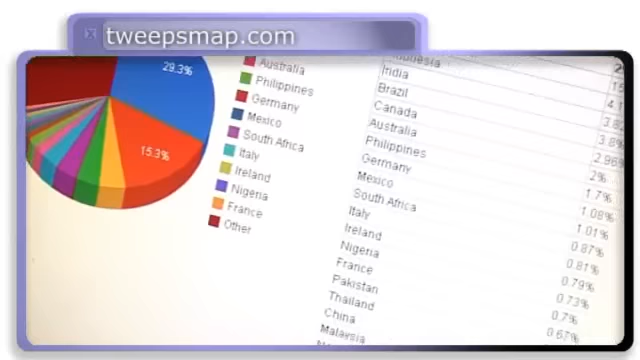 tweepsmap.com
29.3%
15.3%
Australia
Philippines
Germany
Mexico
South Africa
Italy
Ireland
Nigeria
France
Other
Indonesia
India
Brazil
Canada
Australia
Philippines
Germany
Mexico
South Africa
Italy
Ireland
Nigeria
France
Pakistan
Thailand
China
Malaysia
4.1
3.8%
2.96%
2%
1.7%
1.08%
1.01%
0.87%
0.81%
0.79%
0.73%
0.7%
0.67%